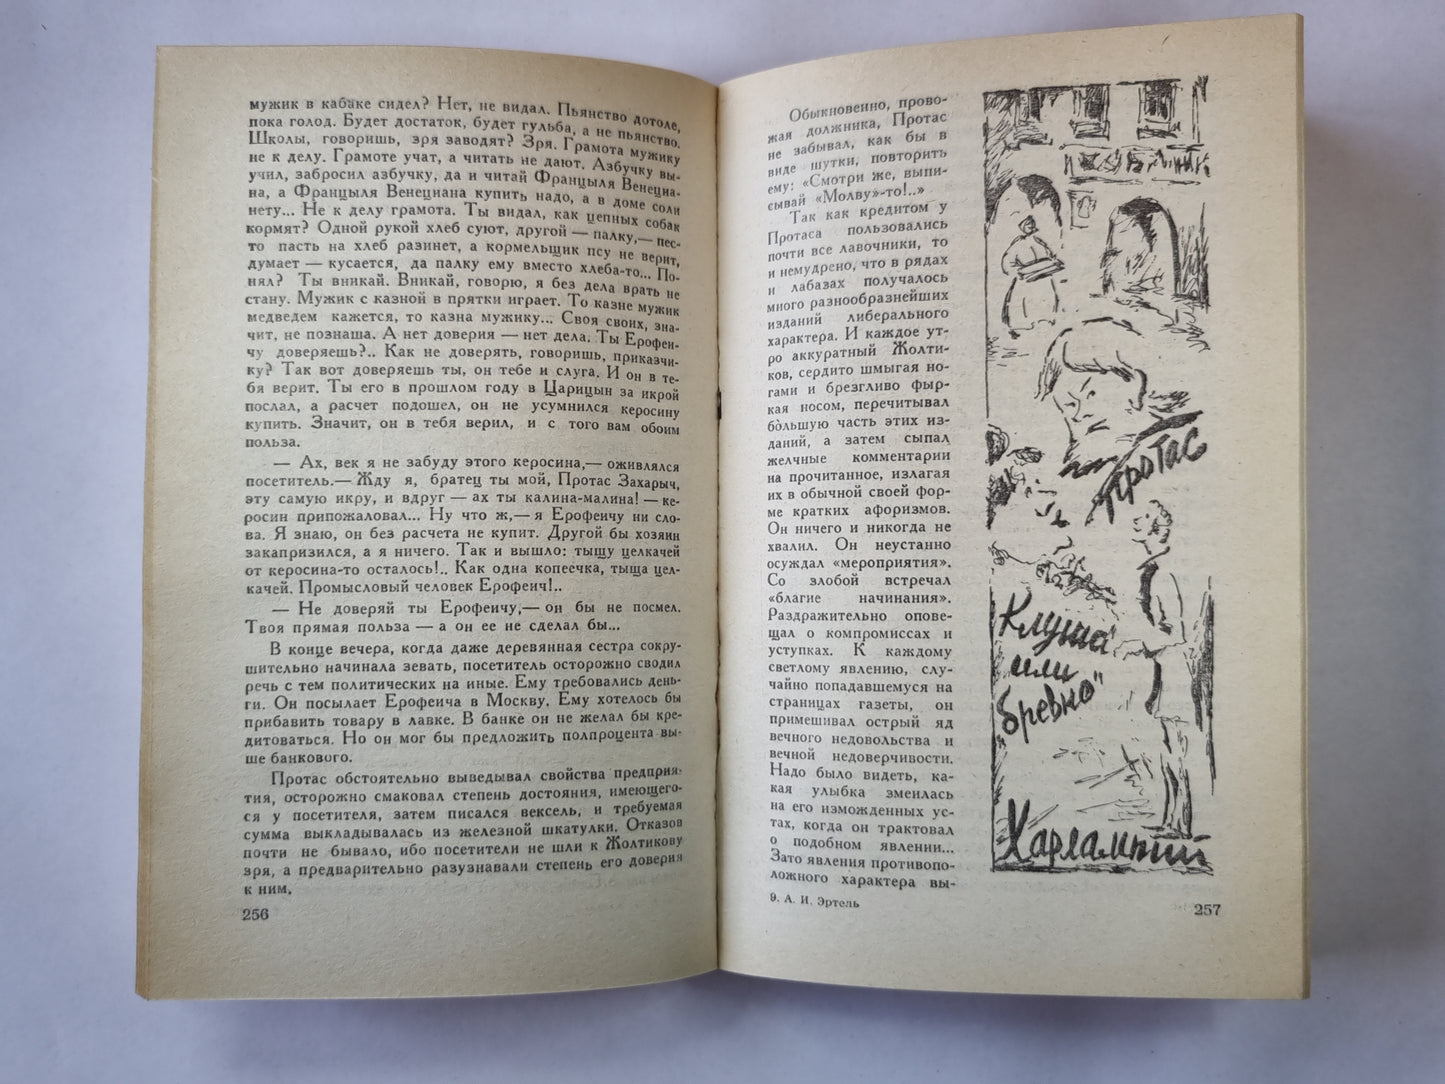 мужик в кабаке сидел? Нет, не видал. Пьянство дотоле,
пока голод. Будет достаток, будет гульба, а не пьянство.
Школы, говоришь, зря заводят? Зря. Грамота мужику
не к делу. Грамоте учат, а читать не дают. Азбучку вы-
учил, забросил азбучку, да и читай Францыля Венециа-
на, а Францыля Венециана купить надо, а в доме соли
нету... Не к делу грамота. Ты видал, как цепных собак
кормят? Одной рукой хлеб суют, другой — палку,— пес-
то пасть на хлеб разинет, а кормельщик псу не верит,
думает — кусается, да палку ему вместо хлеба-то... По-
нял? Ты вникай. Вникай, говорю, я без дела врать не
стану. Мужик с казной в прятки играет. То казне мужик
медведем кажется, то казна мужику... Своя своих, зна-
чит, не познаша. А нет доверия — нет дела. Ты Ерофеи-
чу доверяешь?.. Как не доверять, говоришь, приказчи-
ку? Так вот доверяешь ты, он тебе и слуга. И он в те-
бя верит. Ты его в прошлом году в Царицын за икрой
послал, а расчет подошел, он не усумнился керосину
купить. Значит, он в тебя верил, и с того вам обоим
польза.
— Ах, век я не забуду этого керосина,— оживлялся
посетитель.— Жду я, братец ты мой, Протас Захарыч,
эту самую икру, и вдруг — ах ты калина-малина! — ке-
росин припожаловал... Ну что ж,— я Ерофеичу ни сло-
ва. Я знаю, он без расчета не купит. Другой бы хозяин
закапризился, а я ничего. Так и вышло: тыщу целкачей
от керосина-то осталось!.. Как одна копеечка, тыща цел-
качей. Промысловый человек Ерофеич!..
— Не доверяй ты Ерофеичу,— он бы не посмел.
Твоя прямая польза — а он ее не сделал бы...
В конце вечера, когда даже деревянная сестра сокру-
шительно начинала зевать, посетитель осторожно сводил
речь с тем политических на иные. Ему требовались день-
ги. Он посылает Ерофеича в Москву. Ему хотелось бы
прибавить товару в лавке. В банке он не желал бы кре-
дитоваться. Но он мог бы предложить полпроцента вы-
ше банкового.
Протас обстоятельно выведывал свойства предприя-
тия, осторожно смаковал степень достояния, имеющего-
ся у посетителя, затем писался вексель, и требуемая
сумма выкладывалась из железной шкатулки. Отказов
почти не бывало, ибо посетители не шли к Жолтикову
зря, а предварительно разузнавали степень его доверия
к ним.
256
Обыкновенно, прово-
жая должника, Протас
не забывал, как бы в
виде шутки, повторить
ему: «Смотри же, выпи-
сывай «Молву»-то!..»
Так как кредитом у
Протаса пользовались
почти все лавочники, то
и немудрено, что в рядах
и лабазах получалось
много разнообразнейших
изданий либерального
характера. И каждое ут-
ро аккуратный Жолти-
ков, сердито шмыгая но-
гами и брезгливо фыр-
кая носом, перечитывал
бо̀льшую часть этих из-
даний, а затем сыпал
желчные комментарии
на прочитанное, излагая
их в обычной своей фор-
ме кратких афоризмов.
Он ничего и никогда не
хвалил. Он неустанно
осуждал «мероприятия».
Со злобой встречал
«благие начинания».
Раздражительно опове-
щал о компромиссах и
уступках. К каждому
светлому явлению, слу-
чайно попадавшемуся на
страницах газеты, он
примешивал острый яд
вечного недовольства и
вечной недоверчивости.
Надо было видеть, ка-
кая улыбка змеилась
на его изможденных ус-
тах, когда он трактовал
о подобном явлении...
Зато явления противопо-
ложного характера вы-
9. А. И. Эртель
257
Протас
Клуша
или
бревно"
Харлампий